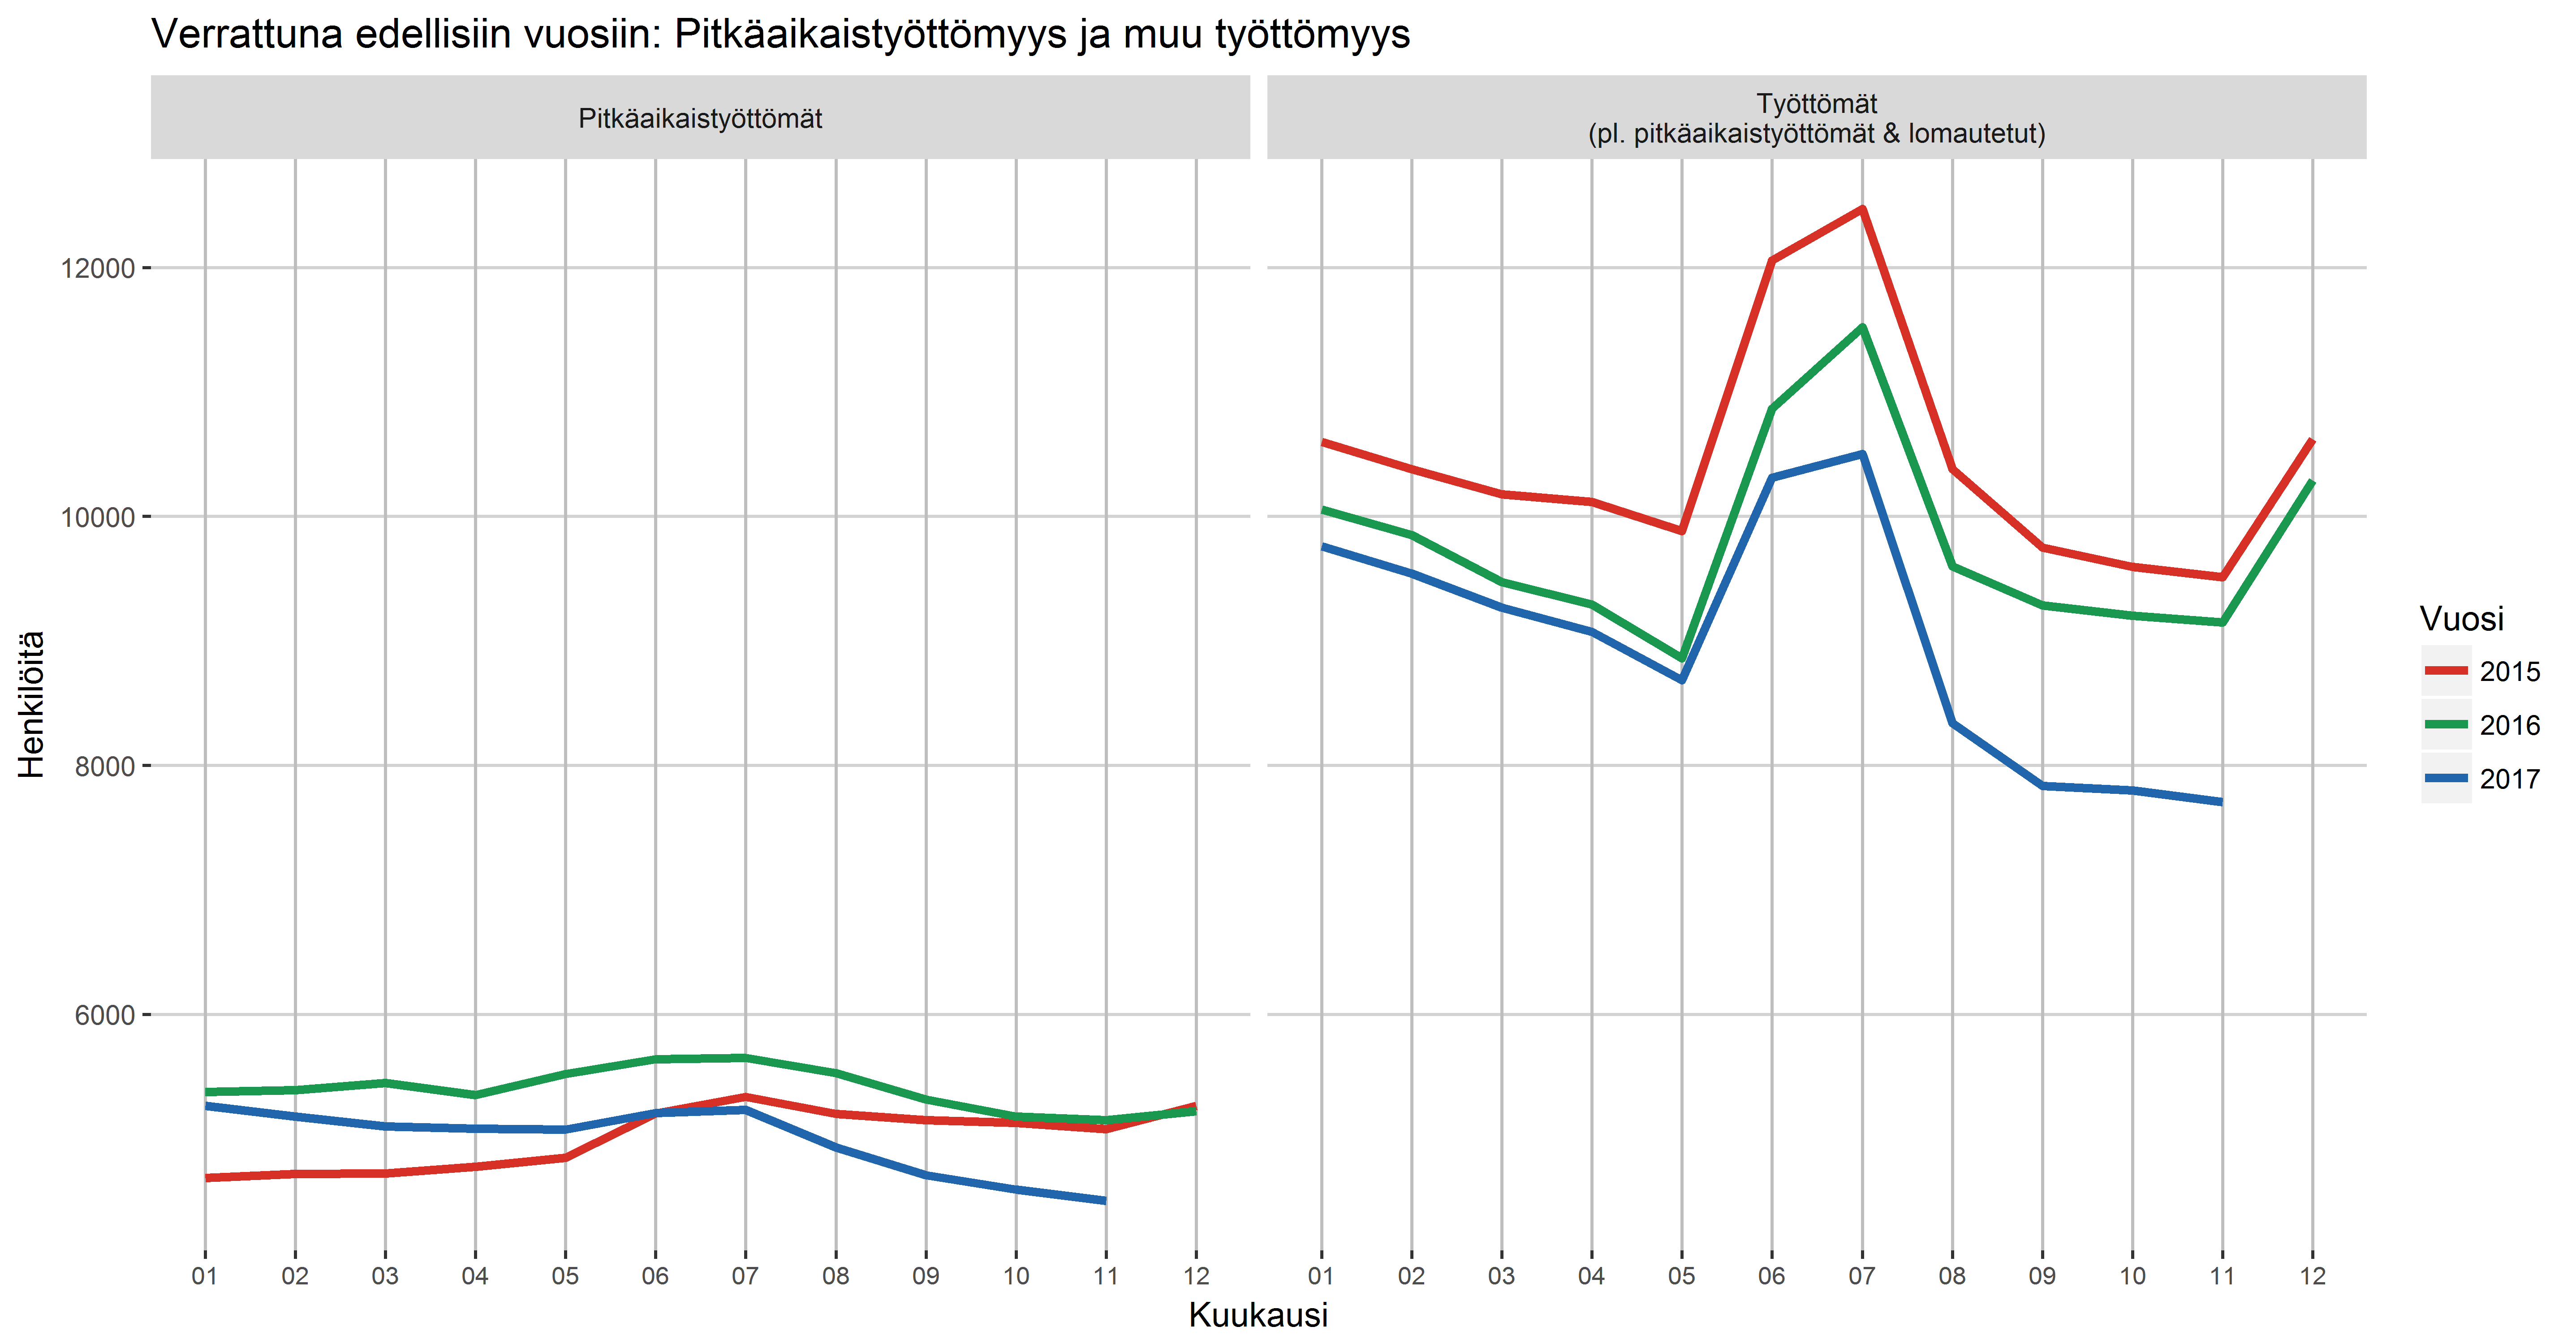 Verrattuna edellisiin vuosiin: Pitkäaikaistyöttömyys ja muu työttömyys
Pitkäaikaistyöttömät
Työttömät
(pl. pitkäaikaistyöttömät & lomautetut)
12000
10000
8000
6000
Henkilöitä
01 02 03 04 05 06 07 08 09 10 11 12
01 02 03 04 05 06 07 08 09 10 11 12
Kuukausi
Vuosi
2015
2016
2017